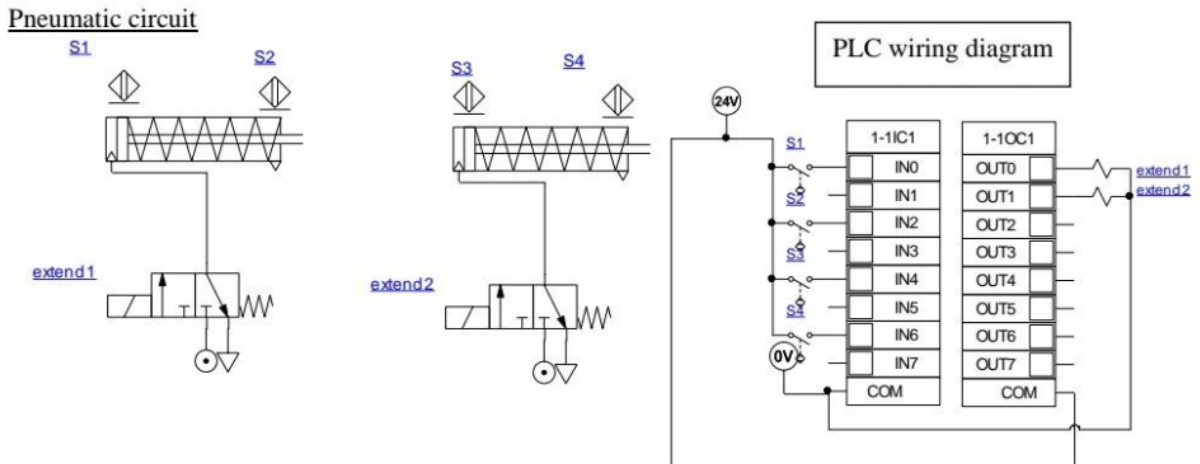 Pneumatic circuit
S1
S2
S3
S4
extend1
extend2
PLC wiring diagram
24V
S1
S2
S3
S4
0V
1-1IC1
IN0
IN1
IN2
IN3
IN4
IN5
IN6
IN7
COM
1-1OC1
OUT0
OUT1
OUT2
OUT3
OUT4
OUT5
OUT6
OUT7
COM
extend1
extend2